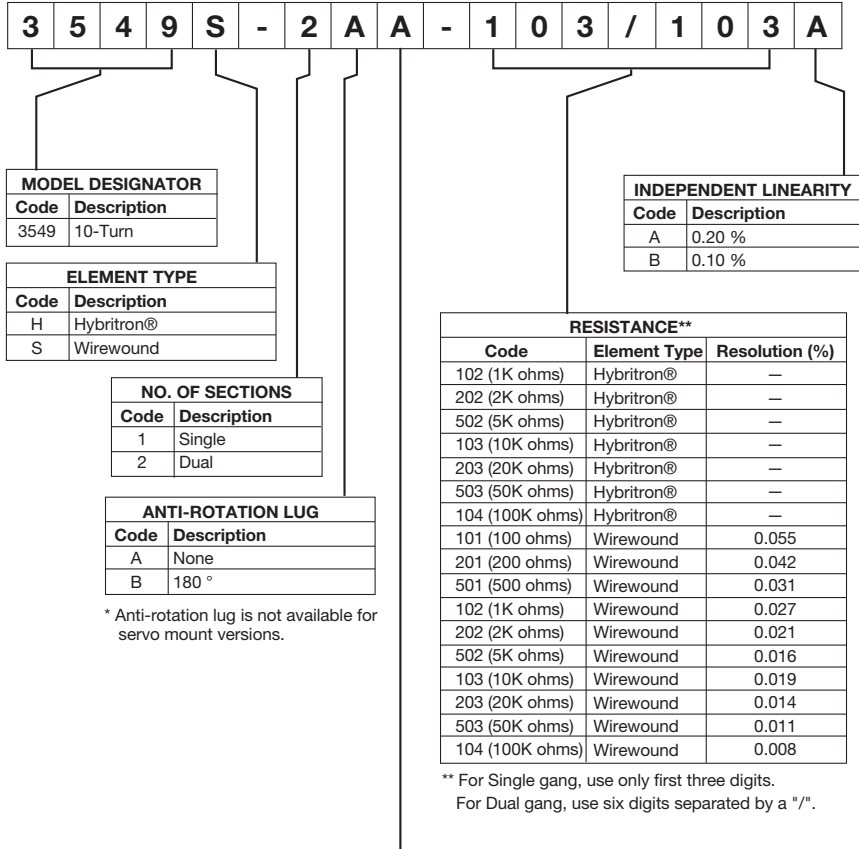 3 5 4 9 S - 2 A A - 1 0 3 / 1 0 3 A
MODEL DESIGNATOR
Code Description
3549 10-Turn
ELEMENT TYPE
Code Description
H Hybritron®
S Wirewound
NO. OF SECTIONS
Code Description
1 Single
2 Dual
ANTI-ROTATION LUG
Code Description
A None
B 180 °
* Anti-rotation lug is not available for
servo mount versions.
INDEPENDENT LINEARITY
Code Description
A 0.20 %
B 0.10 %
RESISTANCE**
Code Element Type Resolution (%)
102 (1K ohms) Hybritron® —
202 (2K ohms) Hybritron® —
502 (5K ohms) Hybritron® —
103 (10K ohms) Hybritron® —
203 (20K ohms) Hybritron® —
503 (50K ohms) Hybritron® —
104 (100K ohms) Hybritron® —
101 (100 ohms) Wirewound 0.055
201 (200 ohms) Wirewound 0.042
501 (500 ohms) Wirewound 0.031
102 (1K ohms) Wirewound 0.027
202 (2K ohms) Wirewound 0.021
502 (5K ohms) Wirewound 0.016
103 (10K ohms) Wirewound 0.019
203 (20K ohms) Wirewound 0.014
503 (50K ohms) Wirewound 0.011
104 (100K ohms) Wirewound 0.008
** For Single gang, use only first three digits.
For Dual gang, use six digits separated by a "/".